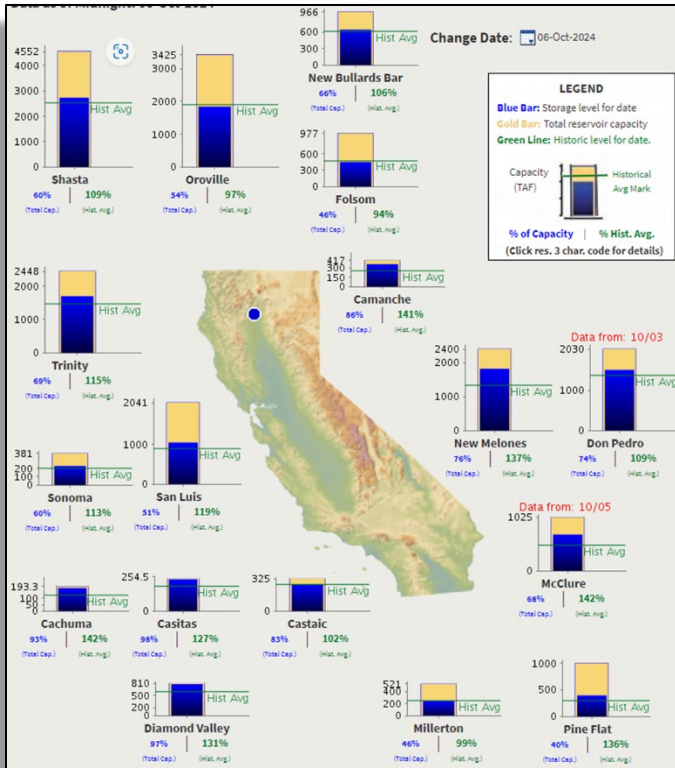 Data as of Midnight: 06-Oct-2024
Change Date: 06-Oct-2024
4552
4000
3000
2000
1000
0
Hist Avg
Shasta
60% | 109%
(Total Cap.) (Hist. Avg.)
3425
3000
2000
1000
0
Hist Avg
Oroville
54% | 97%
(Total Cap.) (Hist. Avg.)
966
600
300
0
Hist Avg
New Bullards Bar
66% | 106%
(Total Cap.) (Hist. Avg.)
977
600
300
0
Hist Avg
Folsom
46% | 94%
(Total Cap.) (Hist. Avg.)
LEGEND
Blue Bar: Storage level for date
Gold Bar: Total reservoir capacity
Green Line: Historic level for date.
Capacity
(TAF)
Historical
Avg Mark
% of Capacity | % Hist. Avg.
(Click res. 3 char. code for details)
2448
1000
0
Hist Avg
Trinity
69% | 115%
(Total Cap.) (Hist. Avg.)
417
300
150
0
Hist Avg
Camanche
86% | 141%
(Total Cap.) (Hist. Avg.)
2400
2000
1000
0
Hist Avg
New Melones
76% | 137%
(Total Cap.) (Hist. Avg.)
Data from: 10/03
2030
1000
0
Hist Avg
Don Pedro
74% | 109%
(Total Cap.) (Hist. Avg.)
381
200
100
0
Hist Avg
Sonoma
60% | 113%
(Total Cap.) (Hist. Avg.)
2041
1000
0
Hist Avg
San Luis
51% | 119%
(Total Cap.) (Hist. Avg.)
Data from: 10/05
1025
0
Hist Avg
McClure
68% | 142%
(Total Cap.) (Hist. Avg.)
193.3
100
50
0
Hist Avg
Cachuma
93% | 142%
(Total Cap.) (Hist. Avg.)
254.5
0
Hist Avg
Casitas
98% | 127%
(Total Cap.) (Hist. Avg.)
325
0
Hist Avg
Castaic
83% | 102%
(Total Cap.) (Hist. Avg.)
810
500
200
0
Hist Avg
Diamond Valley
97% | 131%
(Total Cap.) (Hist. Avg.)
521
400
200
0
Hist Avg
Millerton
46% | 99%
(Total Cap.) (Hist. Avg.)
1000
500
0
Hist Avg
Pine Flat
40% | 136%
(Total Cap.) (Hist. Avg.)